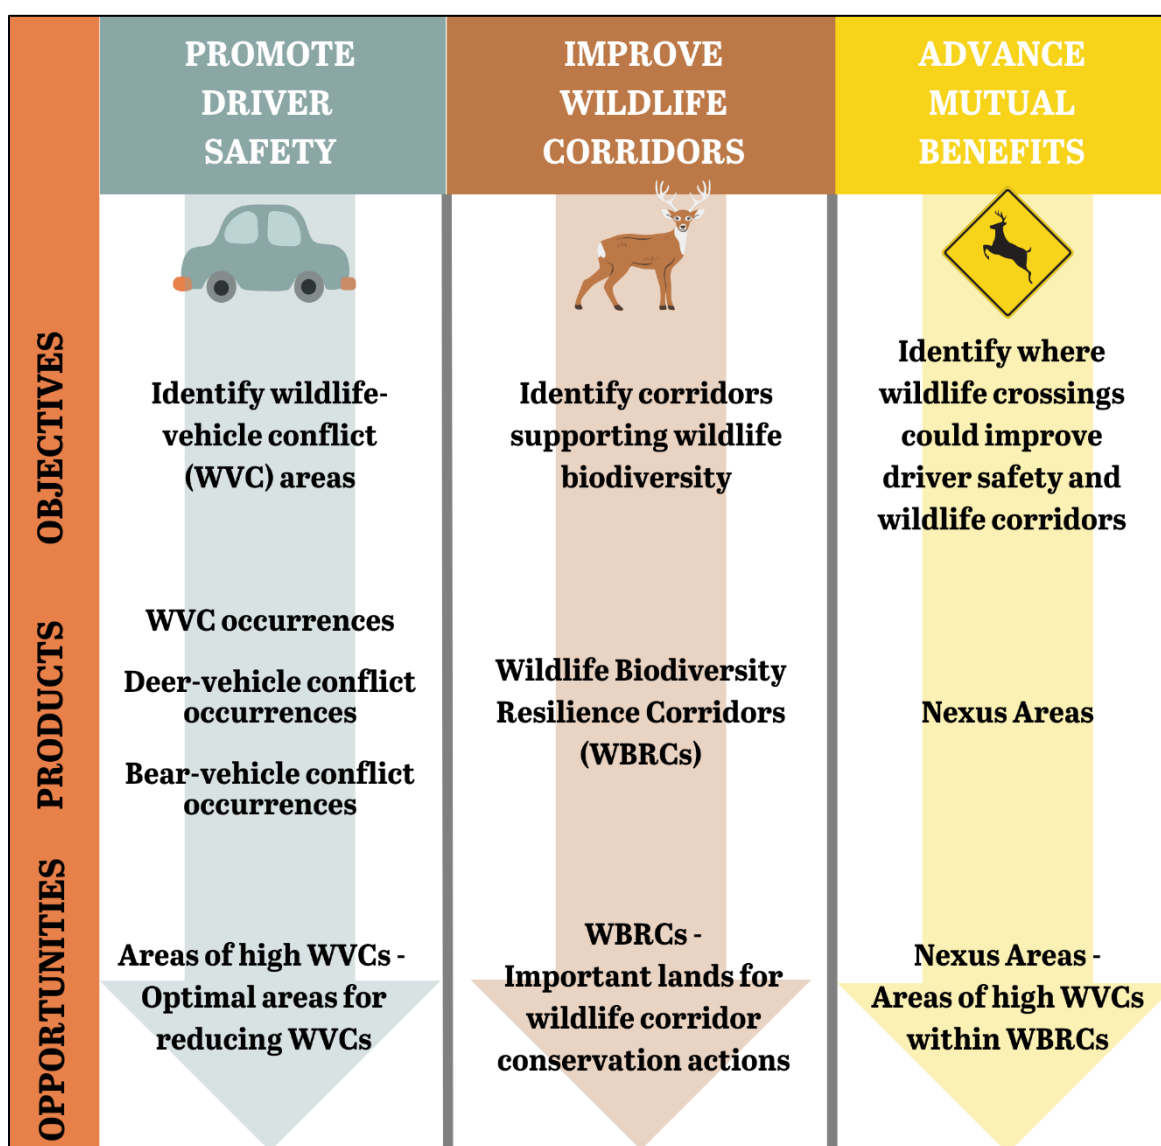 PROMOTE
DRIVER
SAFETY
IMPROVE
WILDLIFE
CORRIDORS
ADVANCE
MUTUAL
BENEFITS
OBJECTIVES
Identify wildlife-
vehicle conflict
(WVC) areas
Identify corridors
supporting wildlife
biodiversity
Identify where
wildlife crossings
could improve
driver safety and
wildlife corridors
PRODUCTS
WVC occurrences
Deer-vehicle conflict
occurrences
Bear-vehicle conflict
occurrences
Wildlife Biodiversity
Resilience Corridors
(WBRCs)
Nexus Areas
OPPORTUNITIES
Areas of high WVCs -
Optimal areas for
reducing WVCs
WBRCs -
Important lands for
wildlife corridor
conservation actions
Nexus Areas -
Areas of high WVCs
within WBRCs